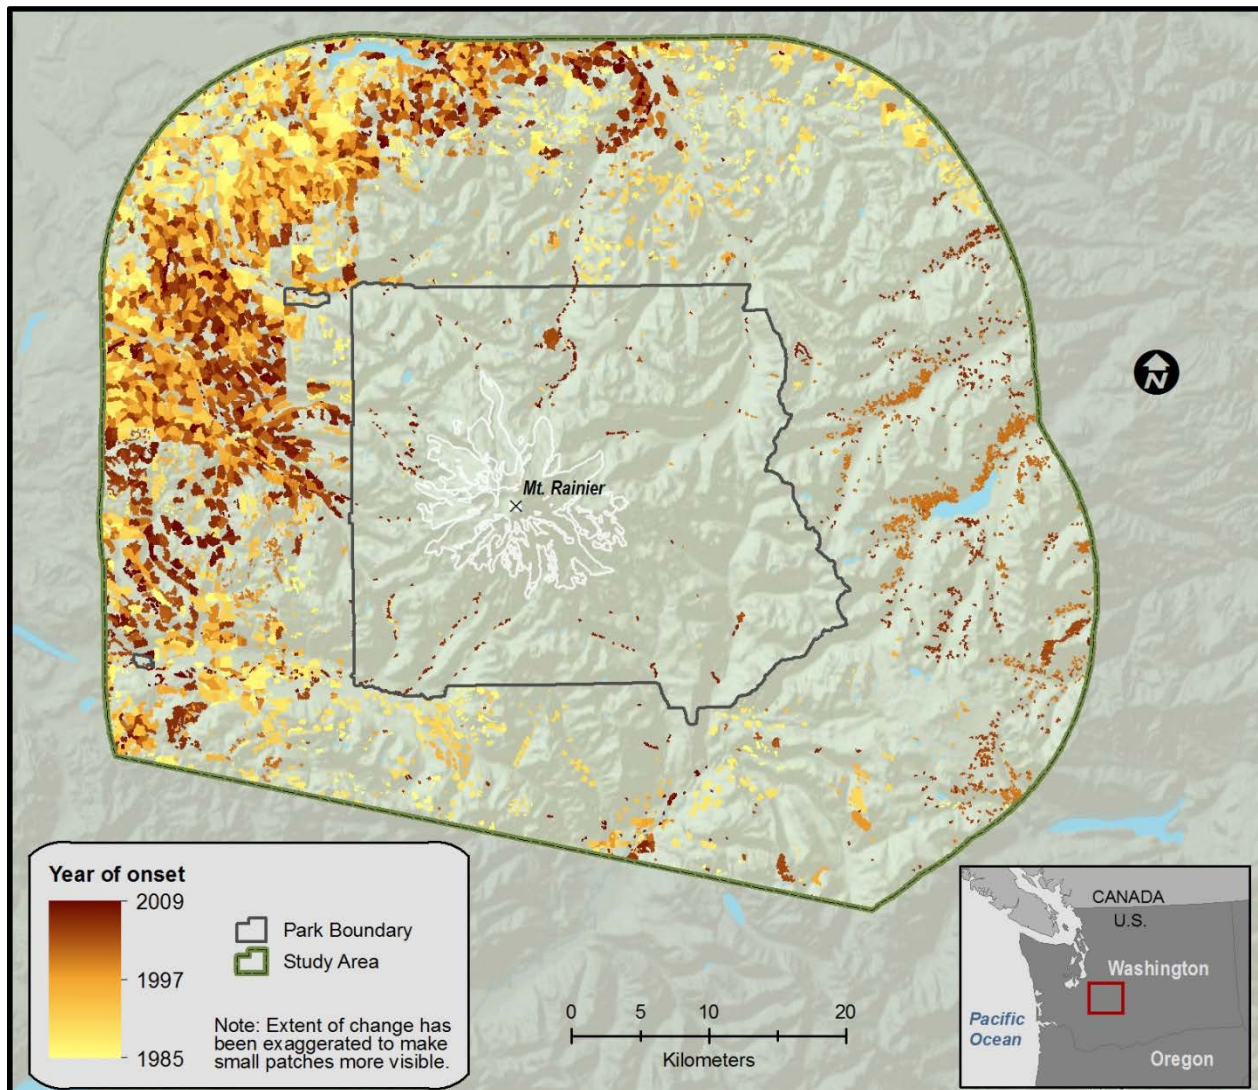 N
Mt. Rainier
Year of onset
2009
1997
1985
Park Boundary
Study Area
Note: Extent of change has
been exaggerated to make
small patches more visible.
0 5 10 20
Kilometers
CANADA
U.S.
Washington
Pacific
Ocean
Oregon